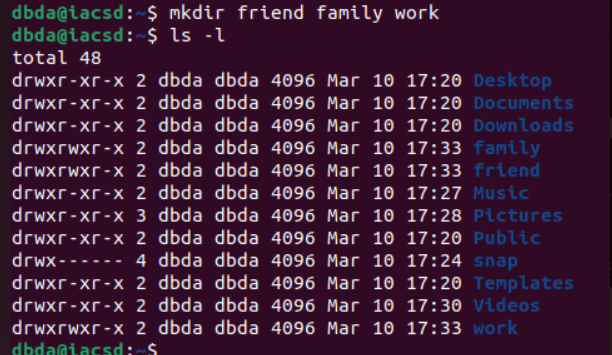 dbda@iacsd:~$ mkdir friend family work
dbda@iacsd:~$ ls -l
total 48
drwxr-xr-x 2 dbda dbda 4096 Mar 10 17:20 Desktop
drwxr-xr-x 2 dbda dbda 4096 Mar 10 17:20 Documents
drwxr-xr-x 2 dbda dbda 4096 Mar 10 17:20 Downloads
drwxrwxr-x 2 dbda dbda 4096 Mar 10 17:33 family
drwxrwxr-x 2 dbda dbda 4096 Mar 10 17:33 friend
drwxr-xr-x 2 dbda dbda 4096 Mar 10 17:27 Music
drwxr-xr-x 3 dbda dbda 4096 Mar 10 17:28 Pictures
drwxr-xr-x 2 dbda dbda 4096 Mar 10 17:20 Public
drwx------ 4 dbda dbda 4096 Mar 10 17:24 snap
drwxr-xr-x 2 dbda dbda 4096 Mar 10 17:20 Templates
drwxr-xr-x 2 dbda dbda 4096 Mar 10 17:30 Videos
drwxrwxr-x 2 dbda dbda 4096 Mar 10 17:33 work
dbda@iacsd:~$